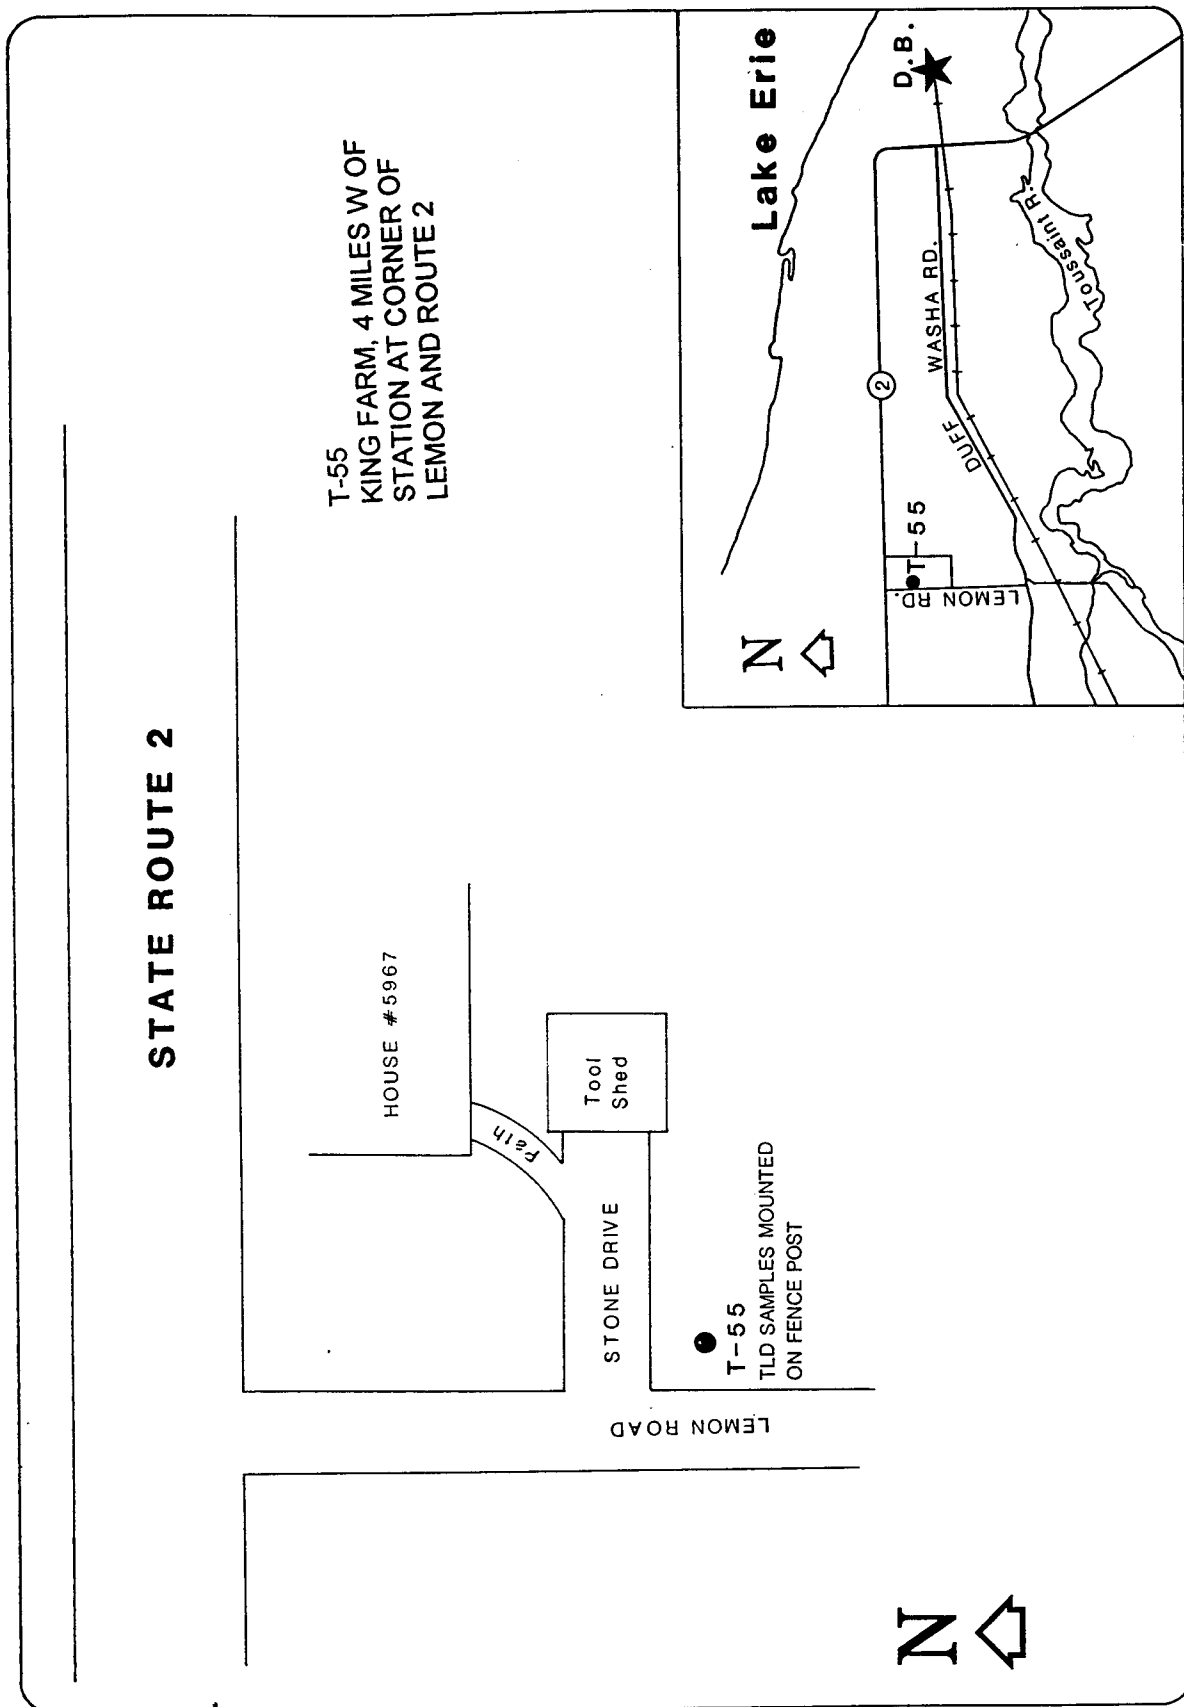 STATE ROUTE 2
T-55
KING FARM, 4 MILES W OF
STATION AT CORNER OF
LEMON AND ROUTE 2
HOUSE #5967
Path
Tool
Shed
STONE DRIVE
LEMON ROAD
T-55
TLD SAMPLES MOUNTED
ON FENCE POST
N
Lake Erie
D.B.
2
WASHA RD.
DUFF
T-55
LEMON RD.
Toussaint R.
N